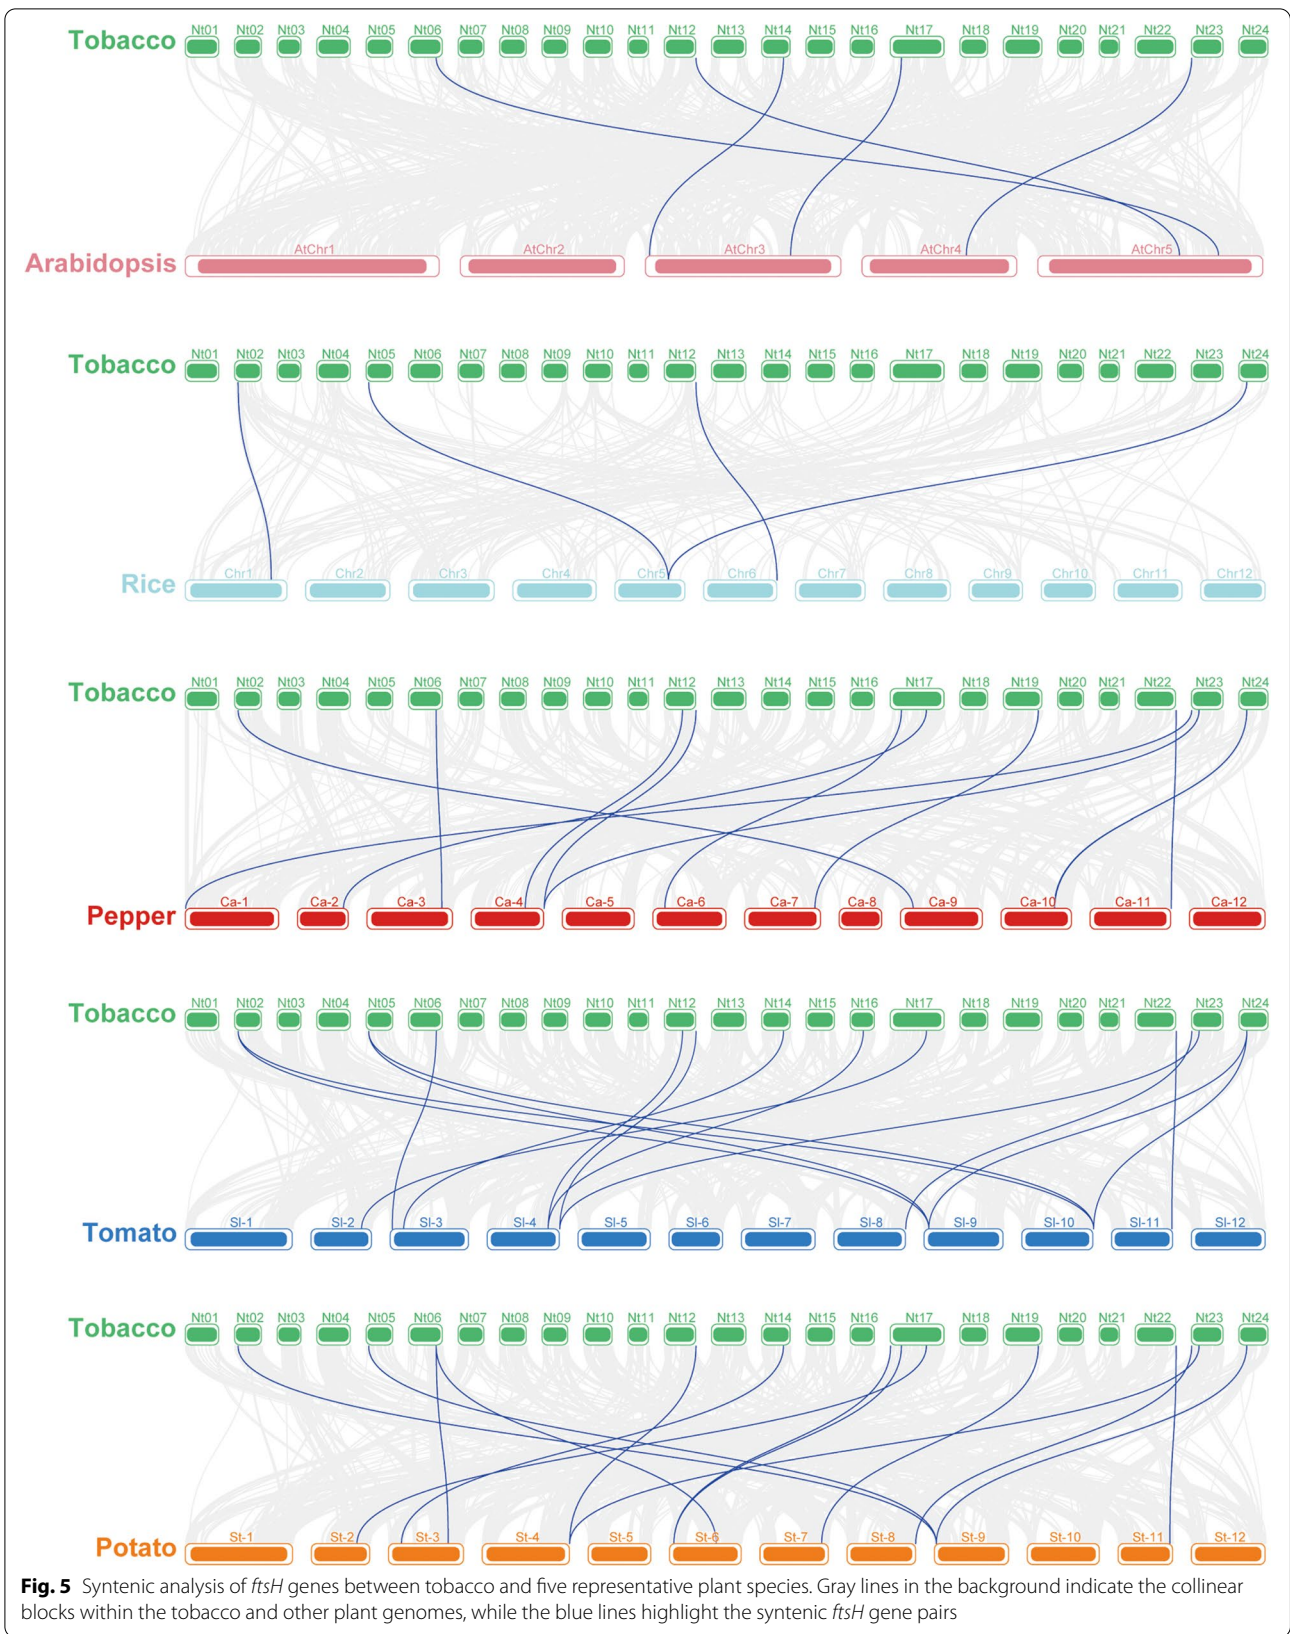 Nt01 Nt02 Nt03 Nt04 Nt05 Nt06 Nt07 Nt08 Nt09 Nt10 Nt11 Nt12 Nt13 Nt14 Nt15 Nt16 Nt17 Nt18 Nt19 Nt20 Nt21 Nt22 Nt23 Nt24
Tobacco
AtChr1 AtChr2 AtChr3 AtChr4 AtChr5
Arabidopsis
Nt01 Nt02 Nt03 Nt04 Nt05 Nt06 Nt07 Nt08 Nt09 Nt10 Nt11 Nt12 Nt13 Nt14 Nt15 Nt16 Nt17 Nt18 Nt19 Nt20 Nt21 Nt22 Nt23 Nt24
Tobacco
Chr1 Chr2 Chr3 Chr4 Chr5 Chr6 Chr7 Chr8 Chr9 Chr10 Chr11 Chr12
Rice
Nt01 Nt02 Nt03 Nt04 Nt05 Nt06 Nt07 Nt08 Nt09 Nt10 Nt11 Nt12 Nt13 Nt14 Nt15 Nt16 Nt17 Nt18 Nt19 Nt20 Nt21 Nt22 Nt23 Nt24
Tobacco
Ca-1 Ca-2 Ca-3 Ca-4 Ca-5 Ca-6 Ca-7 Ca-8 Ca-9 Ca-10 Ca-11 Ca-12
Pepper
Nt01 Nt02 Nt03 Nt04 Nt05 Nt06 Nt07 Nt08 Nt09 Nt10 Nt11 Nt12 Nt13 Nt14 Nt15 Nt16 Nt17 Nt18 Nt19 Nt20 Nt21 Nt22 Nt23 Nt24
Tobacco
Sl-1 Sl-2 Sl-3 Sl-4 Sl-5 Sl-6 Sl-7 Sl-8 Sl-9 Sl-10 Sl-11 Sl-12
Tomato
Nt01 Nt02 Nt03 Nt04 Nt05 Nt06 Nt07 Nt08 Nt09 Nt10 Nt11 Nt12 Nt13 Nt14 Nt15 Nt16 Nt17 Nt18 Nt19 Nt20 Nt21 Nt22 Nt23 Nt24
Tobacco
St-1 St-2 St-3 St-4 St-5 St-6 St-7 St-8 St-9 St-10 St-11 St-12
Potato
Fig. 5 Syntenic analysis of ftsH genes between tobacco and five representative plant species. Gray lines in the background indicate the collinear
blocks within the tobacco and other plant genomes, while the blue lines highlight the syntenic ftsH gene pairs